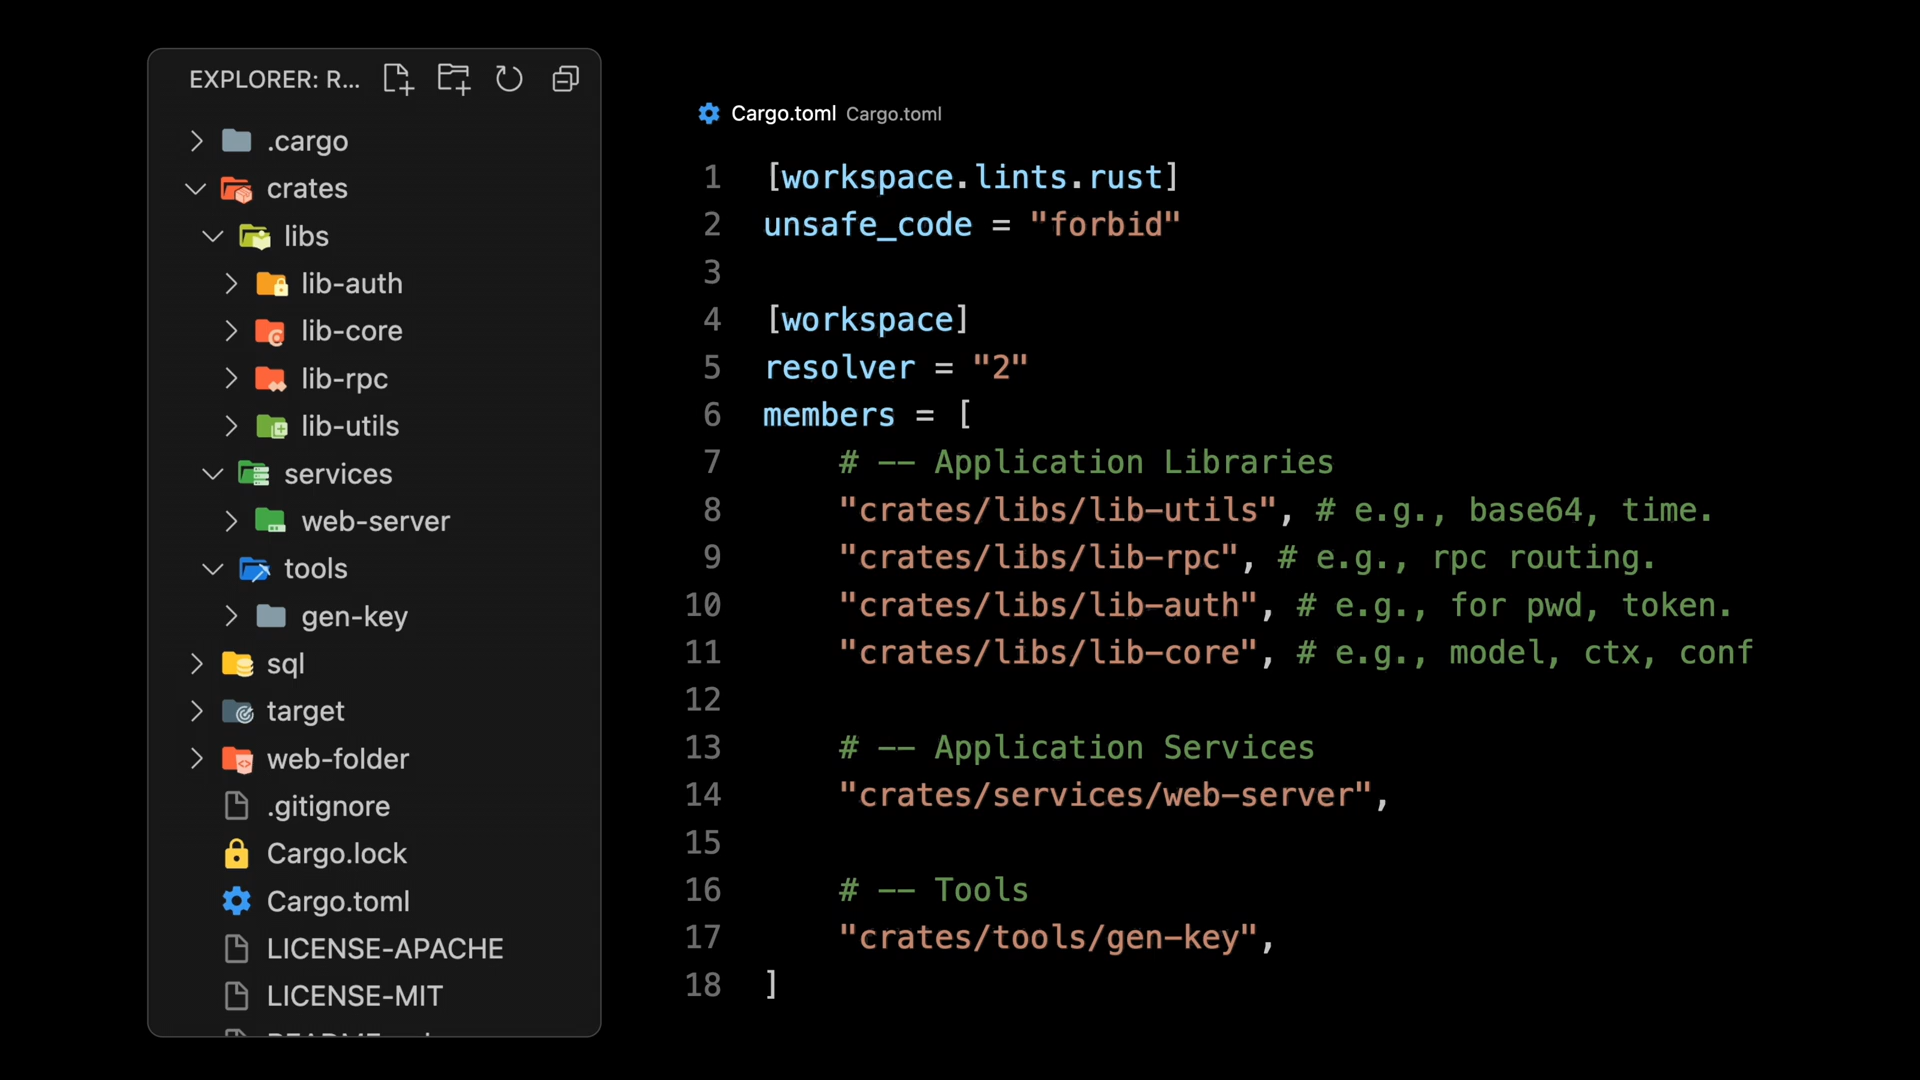 EXPLORER: R...
.cargo
crates
libs
lib-auth
lib-core
lib-rpc
lib-utils
services
web-server
tools
gen-key
sql
target
web-folder
.gitignore
Cargo.lock
Cargo.toml
LICENSE-APACHE
LICENSE-MIT
Cargo.toml Cargo.toml
1 [workspace.lints.rust]
2 unsafe_code = "forbid"
3
4 [workspace]
5 resolver = "2"
6 members = [
7 # -- Application Libraries
8 "crates/libs/lib-utils", # e.g., base64, time.
9 "crates/libs/lib-rpc", # e.g., rpc routing.
10 "crates/libs/lib-auth", # e.g., for pwd, token.
11 "crates/libs/lib-core", # e.g., model, ctx, conf
12
13 # -- Application Services
14 "crates/services/web-server",
15
16 # -- Tools
17 "crates/tools/gen-key",
18 ]